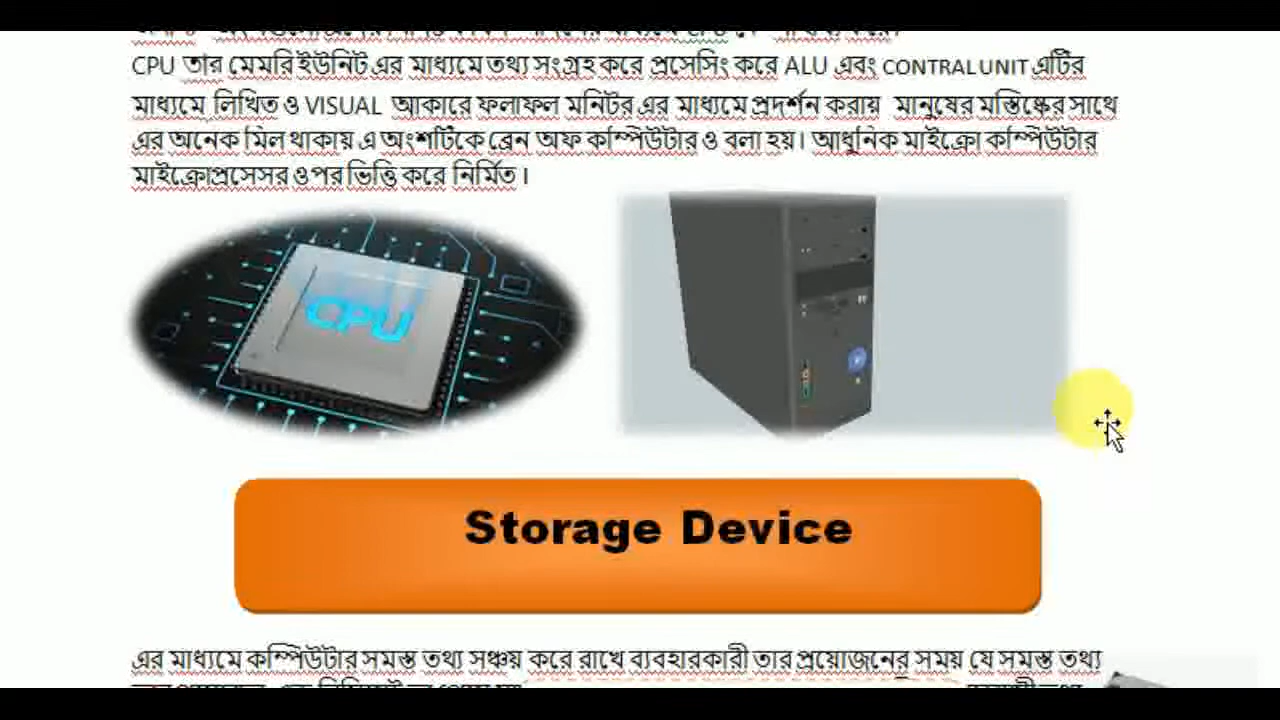 CPU তার মেমরি ইউনিট এর মাধ্যমে তথ্য সংগ্রহ করে প্রসেসিং করে ALU এবং CONTRAL UNIT এটির
মাধ্যমে লিখিত ও VISUAL আকারে ফলাফল মনিটর এর মাধ্যমে প্রদর্শন করায় মানুষের মস্তিষ্কের সাথে
এর অনেক মিল থাকায় এ অংশটিকে ব্রেন অফ কম্পিউটার ও বলা হয়। আধুনিক মাইক্রো কম্পিউটার
মাইক্রোপ্রসেসর ওপর ভিত্তি করে নির্মিত।
CPU
Storage Device
এর মাধ্যমে কম্পিউটার সমস্ত তথ্য সঞ্চয় করে রাখে ব্যবহারকারী তার প্রয়োজনের সময় যে সমস্ত তথ্য